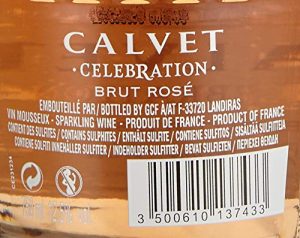 CALVET
· CELEBRATION ·
BRUT ROSÉ
EMBOUTEILLÉ PAR / BOTTLED BY GCF À/AT F-33720 LANDIRAS
VIN MOUSSEUX - SPARKLING WINE - PRODUIT DE FRANCE - PRODUCT OF FRANCE
CONTIENT DES SULFITES / CONTAINS SULPHITES / ENTHÄLT SULFITE / CONTIENE SULFITOS / SISÄLTÄÄ SULFIITTEJA
CONTIENE SOLFITI INNEHÅLLER SULFITER / INDEHOLDER SULFITTER / BEVAT SULFIETEN / ΠΕΡΙΕΧΕΙ ΘΕΙΩΔΗ
3 500610 137433